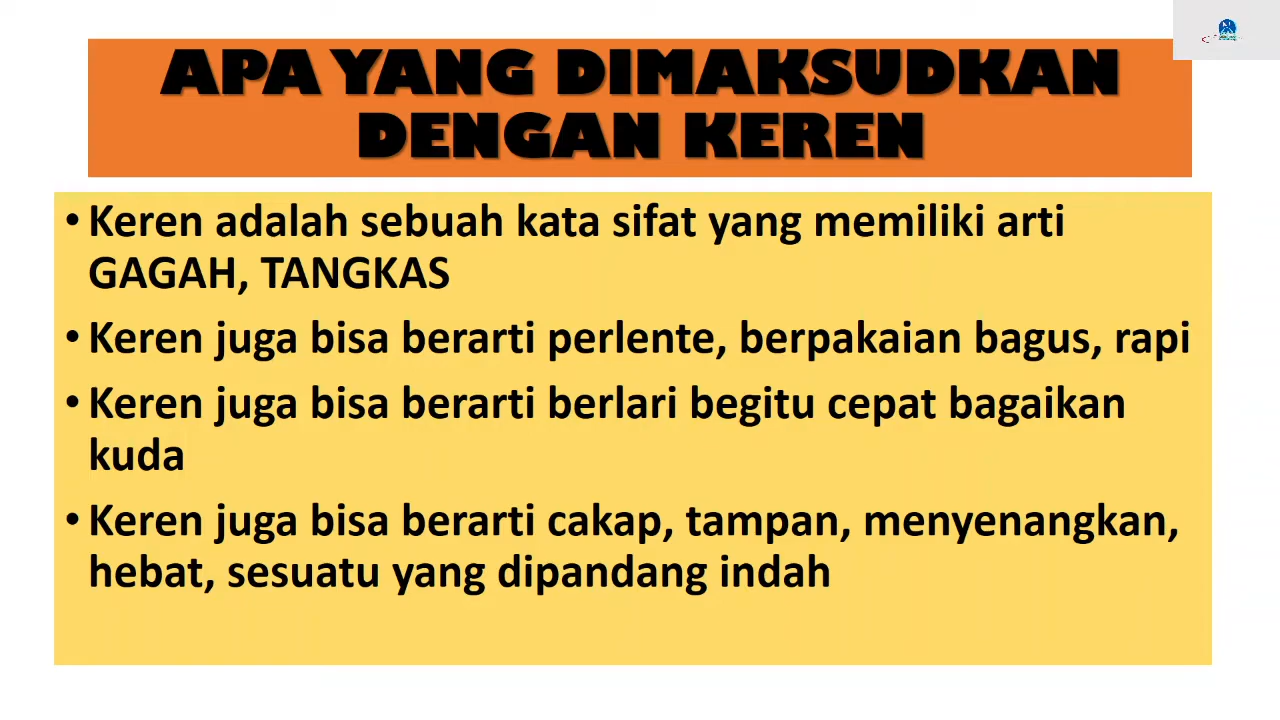 APA YANG DIMAKSUDKAN
DENGAN KEREN
• Keren adalah sebuah kata sifat yang memiliki arti
GAGAH, TANGKAS
• Keren juga bisa berarti perlente, berpakaian bagus, rapi
• Keren juga bisa berarti berlari begitu cepat bagaikan
kuda
• Keren juga bisa berarti cakap, tampan, menyenangkan,
hebat, sesuatu yang dipandang indah